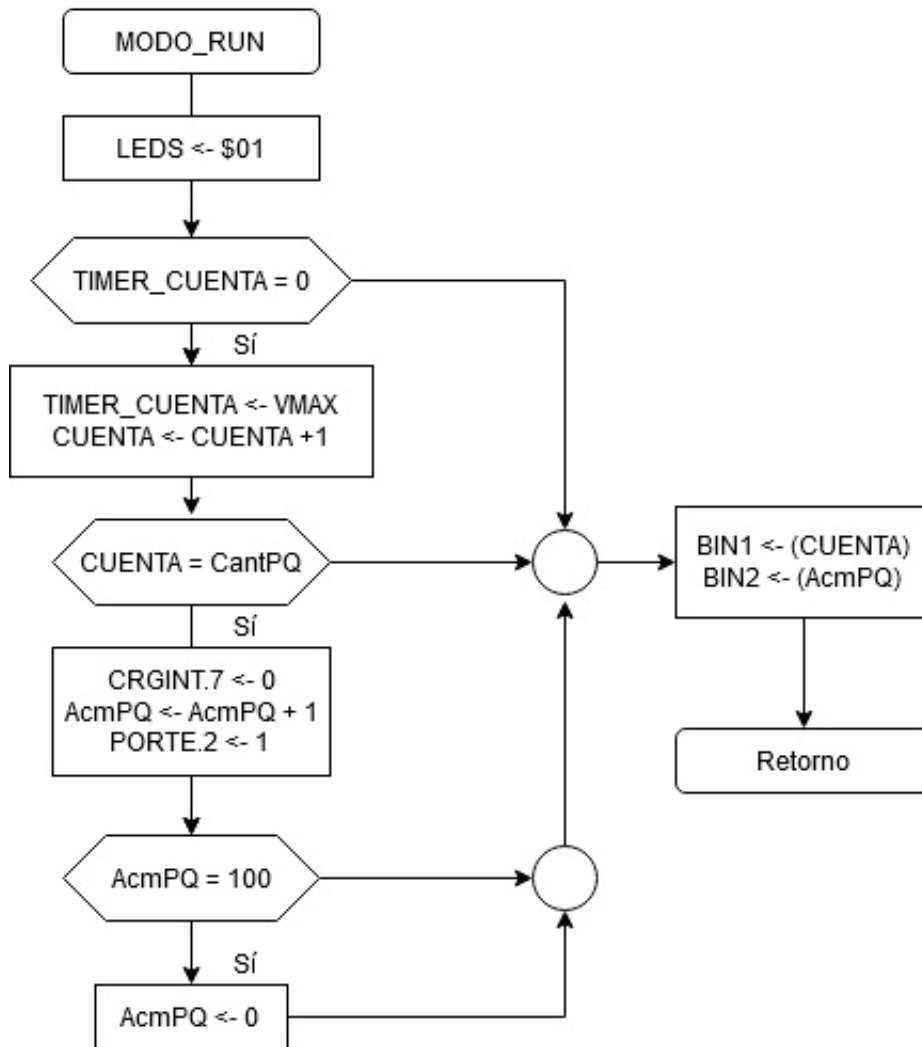 MODO_RUN
LEDS <- $01
TIMER_CUENTA = 0
Sí
TIMER_CUENTA <- VMAX
CUENTA <- CUENTA +1
CUENTA = CantPQ
Sí
CRGINT.7 <- 0
AcmPQ <- AcmPQ + 1
PORTE.2 <- 1
AcmPQ = 100
Sí
AcmPQ <- 0
BIN1 <- (CUENTA)
BIN2 <- (AcmPQ)
Retorno